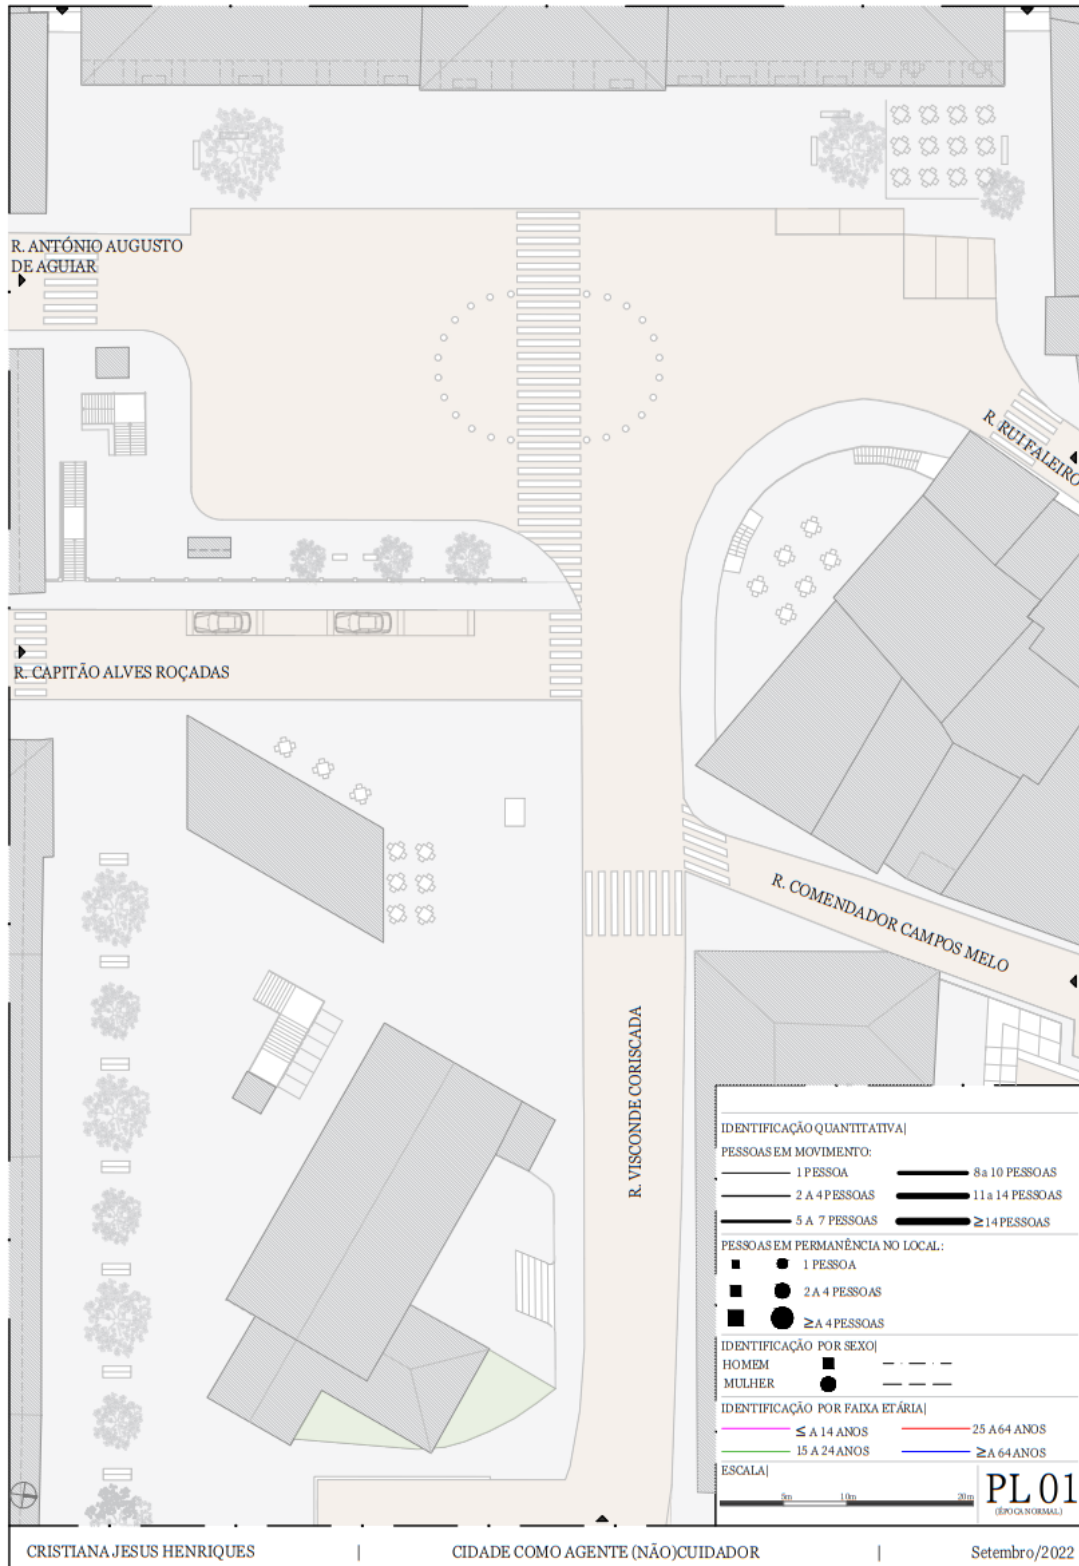 R. ANTÓNIO AUGUSTO
DE AGUIAR
R. RUI FALEIRO
R. CAPITÃO ALVES ROÇADAS
R. COMENDADOR CAMPOS MELO
R. VISCONDE CORISCADA
IDENTIFICAÇÃO QUANTITATIVA|
PESSOAS EM MOVIMENTO:
1 PESSOA 8 a 10 PESSOAS
2 A 4 PESSOAS 11 a 14 PESSOAS
5 A 7 PESSOAS ≥ 14 PESSOAS
PESSOAS EM PERMANÊNCIA NO LOCAL:
1 PESSOA
2 A 4 PESSOAS
≥ A 4 PESSOAS
IDENTIFICAÇÃO POR SEXO|
HOMEM
MULHER
IDENTIFICAÇÃO POR FAIXA ETÁRIA|
≤ A 14 ANOS 25 A 64 ANOS
15 A 24 ANOS ≥ A 64 ANOS
ESCALA|
5m 10m 20m
PL 01
(ÉPOCA NORMAL)
CRISTIANA JESUS HENRIQUES | CIDADE COMO AGENTE (NÃO)CUIDADOR | Setembro/2022